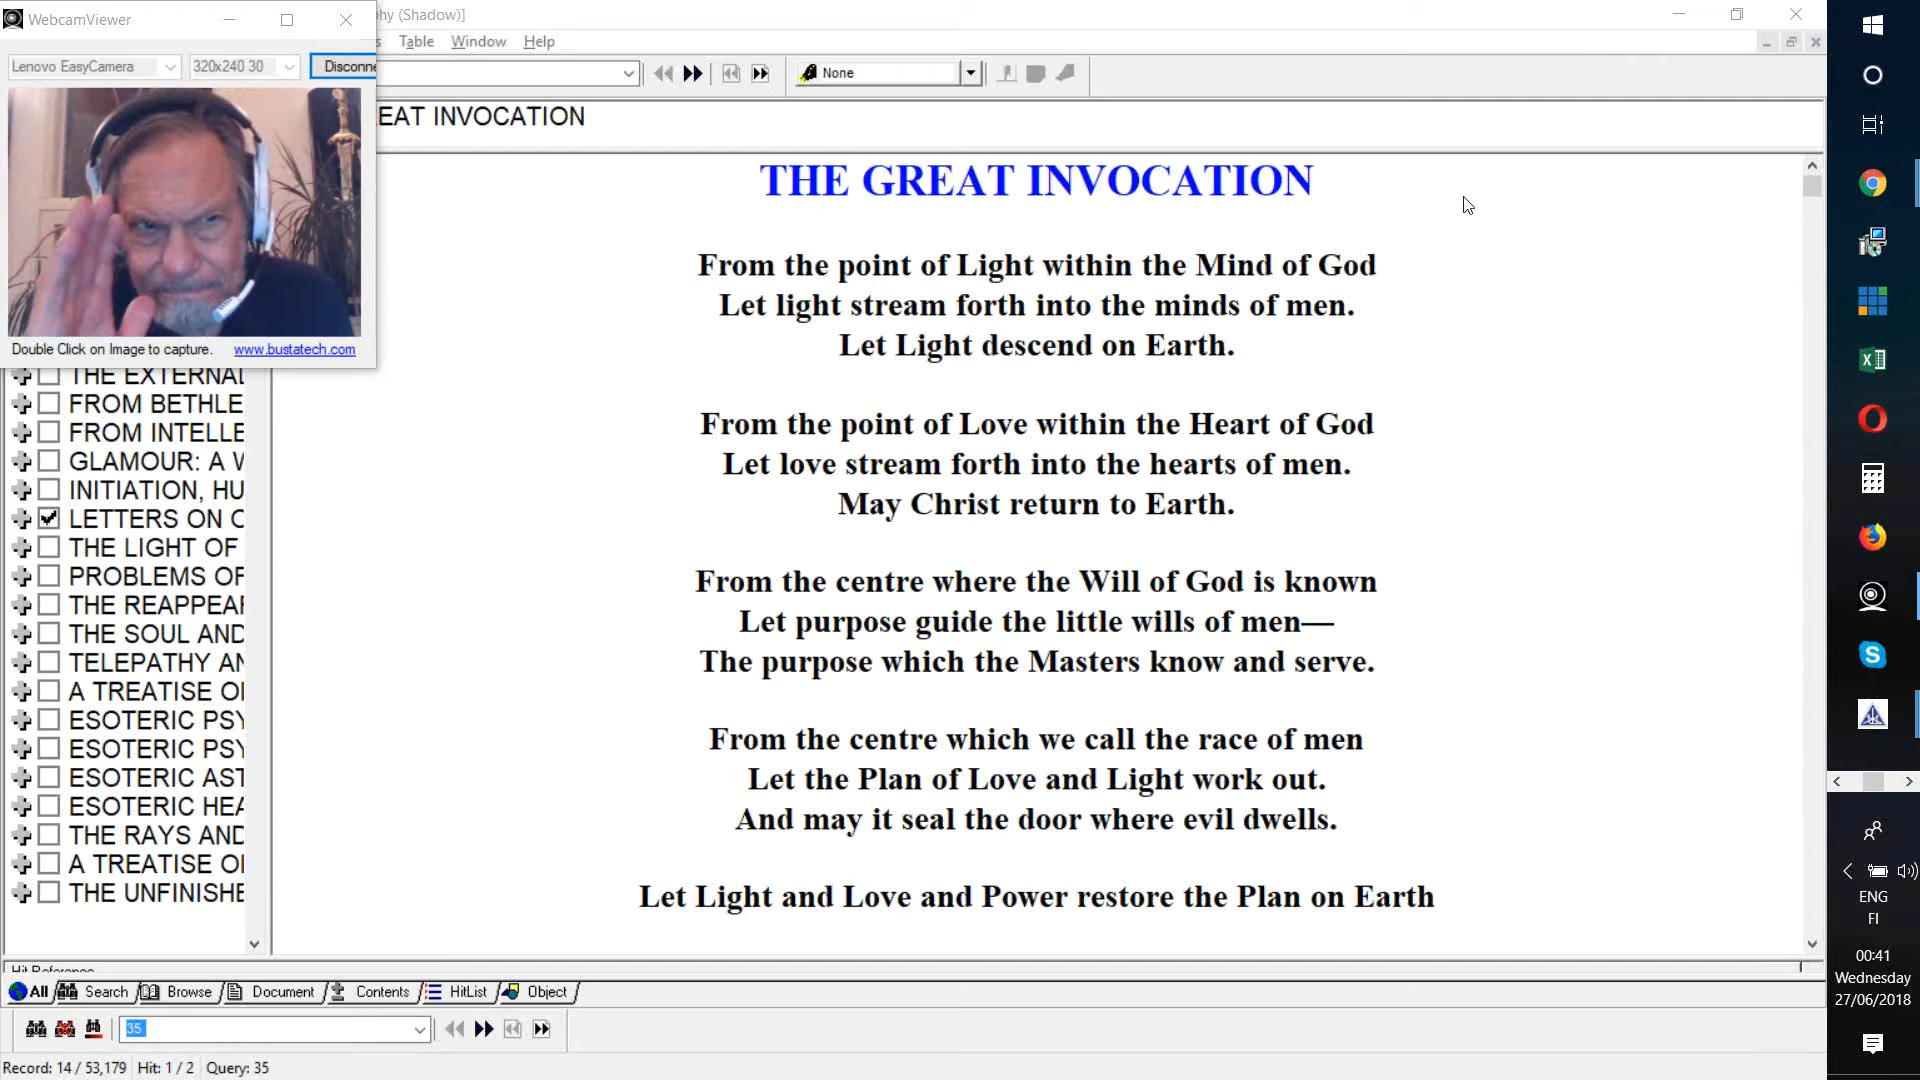 WebcamViewer
phy (Shadow)]
Table Window Help
Lenovo EasyCamera 320x240 30
None
EAT INVOCATION
Double Click on Image to capture. www.bustatech.com
THE GREAT INVOCATION
From the point of Light within the Mind of God
Let light stream forth into the minds of men.
Let Light descend on Earth.
From the point of Love within the Heart of God
Let love stream forth into the hearts of men.
May Christ return to Earth.
From the centre where the Will of God is known
Let purpose guide the little wills of men—
The purpose which the Masters know and serve.
From the centre which we call the race of men
Let the Plan of Love and Light work out.
And may it seal the door where evil dwells.
Let Light and Love and Power restore the Plan on Earth
THE EXTERNAL
FROM BETHLE
FROM INTELLE
GLAMOUR: A W
INITIATION, HU
LETTERS ON O
THE LIGHT OF
PROBLEMS OF
THE REAPPEAR
THE SOUL AND
TELEPATHY AN
A TREATISE O
ESOTERIC PSY
ESOTERIC PSY
ESOTERIC AST
ESOTERIC HEA
THE RAYS AND
A TREATISE O
THE UNFINISHE
Hit Reference
All Search Browse Document Contents HitList Object
35
Record: 14 / 53,179 Hit: 1 / 2 Query: 35
ENG
FI
00:41
Wednesday
27/06/2018